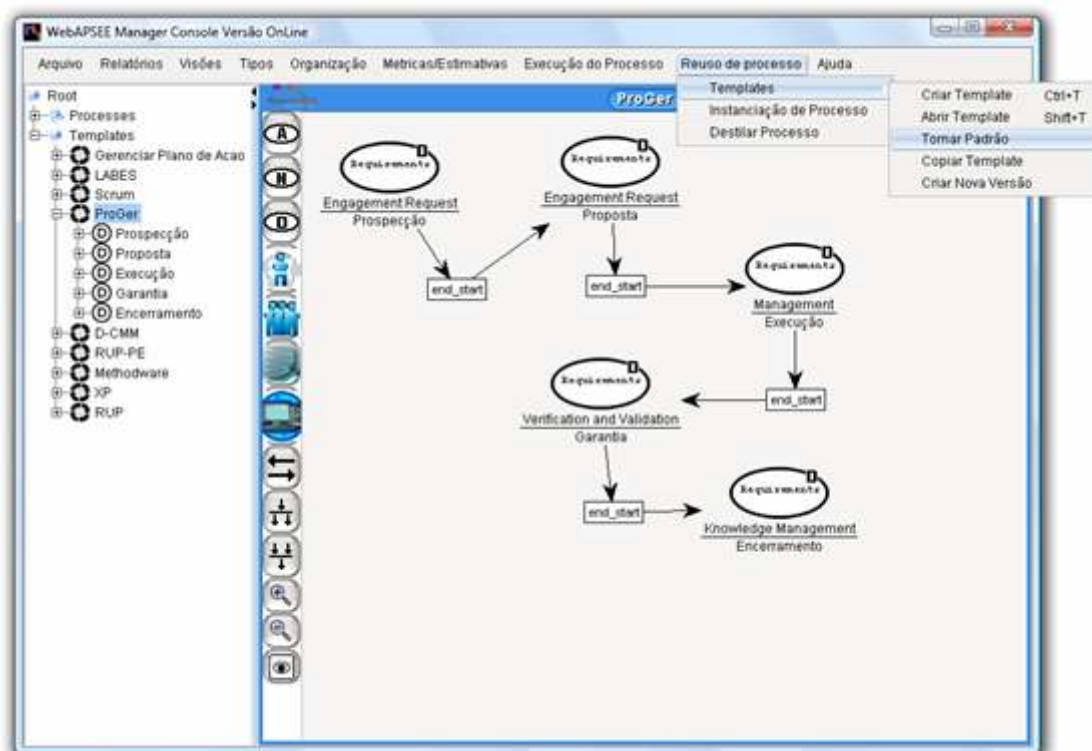 WebAPSEE Manager Console Versão OnLine
Arquivo Relatórios Visões Tipos Organização Metricas/Estimativas Execução do Processo Reuso de processo Ajuda
Templates
Instanciação de Processo
Destilar Processo
Criar Template Ctrl+T
Abrir Template Shift+T
Tornar Padrão
Copiar Template
Criar Nova Versão
Root
Processes
Templates
Gerenciar Plano de Acao
LABES
Scrum
ProGer
D Prospecção
D Proposta
D Execução
D Garantia
D Encerramento
D-CMM
RUP-PE
Methodware
XP
RUP
A
N
D
ProGer
Requirements D
Engagement Request
Prospecção
end_start
Requirements D
Engagement Request
Proposta
end_start
Requirements D
Management
Execução
end_start
Requirements D
Verification and Validation
Garantia
end_start
Requirements D
Knowledge Management
Encerramento